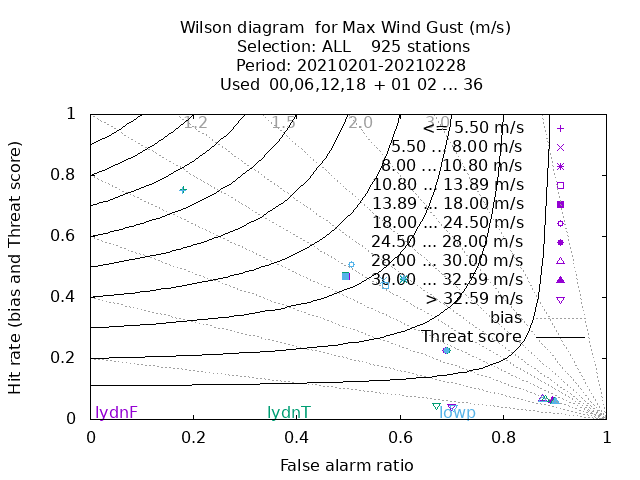 Wilson diagram  for Max Wind Gust (m/s)
Selection: ALL    925 stations
Period: 20210201-20210228
Used  00,06,12,18  + 01 02 ... 36
Hit rate (bias and Threat score)
1
0.8
0.6
0.4
0.2
0
1.2
1.5
2.0
3.0
<= 5.50 m/s
5.50 ... 8.00 m/s
8.00 ... 10.80 m/s
10.80 ... 13.89 m/s
13.89 ... 18.00 m/s
18.00 ... 24.50 m/s
24.50 ... 28.00 m/s
28.00 ... 30.00 m/s
30.00 ... 32.59 m/s
> 32.59 m/s
bias
Threat score
lydnF
lydnT
lowp
0
0.2
0.4
0.6
0.8
1
False alarm ratio